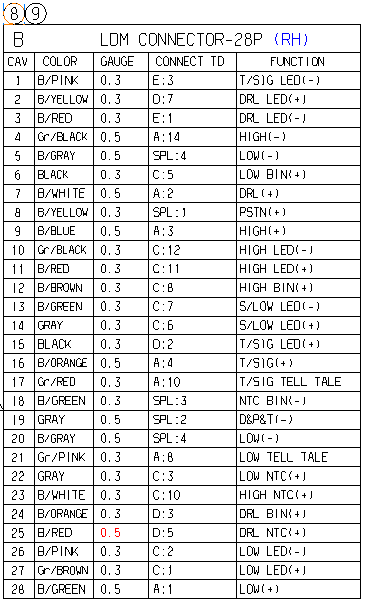 8 9
B LDM CONNECTOR-28P (RH)
CAV COLOR GAUGE CONNECT TD FUNCTION
1 B/PINK 0.3 E:3 T/SIG LED(-)
2 B/YELLOW 0.3 D:7 DRL LED(+)
3 B/RED 0.3 E:1 DRL LED(-)
4 Gr/BLACK 0.5 A:14 HIGH(-)
5 B/GRAY 0.5 SPL:4 LOW(-)
6 BLACK 0.3 C:5 LOW BIN(+)
7 B/WHITE 0.5 A:2 DRL(+)
8 B/YELLOW 0.3 SPL:1 PSTN(+)
9 B/BLUE 0.5 A:3 HIGH(+)
10 Gr/BLACK 0.3 C:12 HIGH LED(-)
11 B/RED 0.3 C:11 HIGH LED(+)
12 B/BROWN 0.3 C:8 HIGH BIN(+)
13 B/GREEN 0.3 C:7 S/LOW LED(-)
14 GRAY 0.3 C:6 S/LOW LED(+)
15 BLACK 0.3 D:2 T/SIG LED(+)
16 B/ORANGE 0.5 A:4 T/SIG(+)
17 Gr/RED 0.3 A:10 T/SIG TELL TALE
18 B/GREEN 0.3 SPL:3 NTC BIN(-)
19 GRAY 0.5 SPL:2 D&P&T(-)
20 B/GRAY 0.5 SPL:4 LOW(-)
21 Gr/PINK 0.3 A:8 LOW TELL TALE
22 GRAY 0.3 C:3 LOW NTC(+)
23 B/WHITE 0.3 C:10 HIGH NTC(+)
24 B/ORANGE 0.3 D:3 DRL BIN(+)
25 B/RED 0.5 D:5 DRL NTC(+)
26 B/PINK 0.3 C:2 LOW LED(-)
27 Gr/BROWN 0.3 C:1 LOW LED(+)
28 B/GREEN 0.5 A:1 LOW(+)